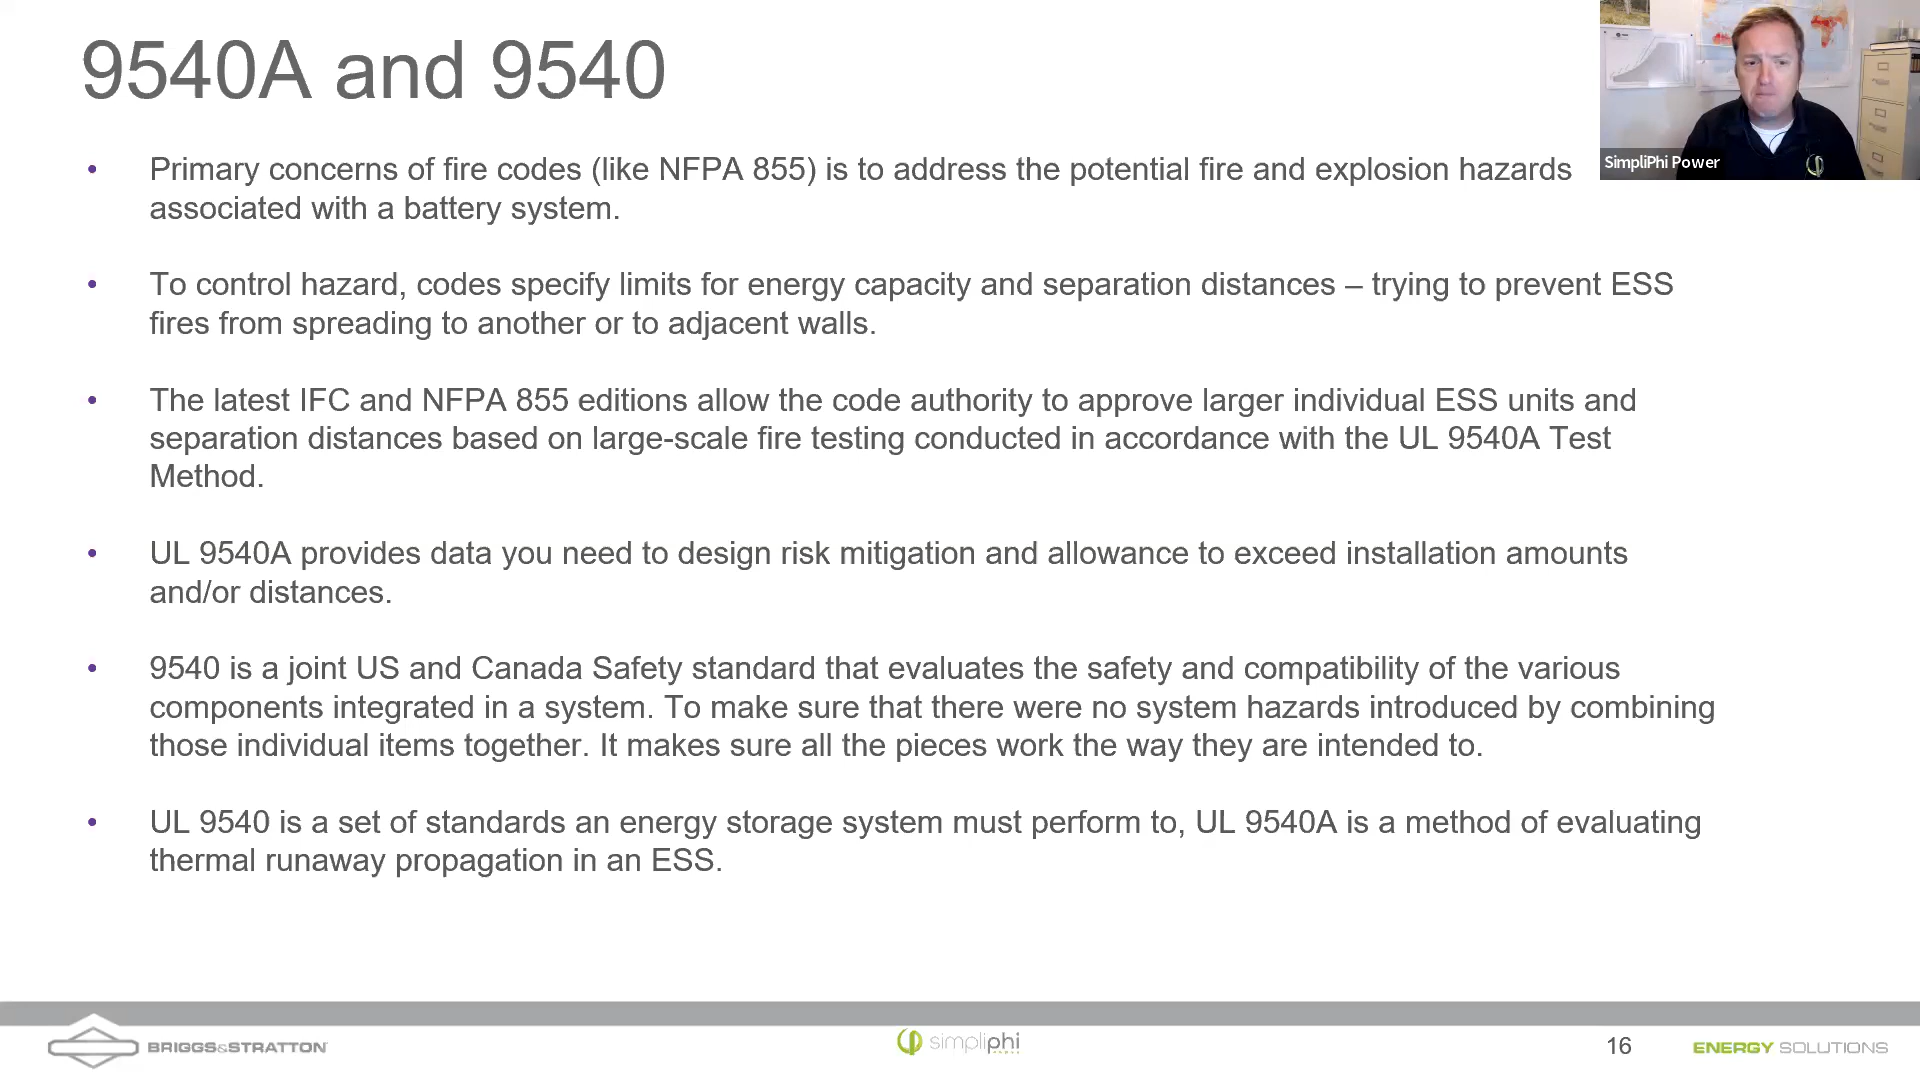 9540A and 9540
SimpliPhi Power
• Primary concerns of fire codes (like NFPA 855) is to address the potential fire and explosion hazards
associated with a battery system.
• To control hazard, codes specify limits for energy capacity and separation distances – trying to prevent ESS
fires from spreading to another or to adjacent walls.
• The latest IFC and NFPA 855 editions allow the code authority to approve larger individual ESS units and
separation distances based on large-scale fire testing conducted in accordance with the UL 9540A Test
Method.
• UL 9540A provides data you need to design risk mitigation and allowance to exceed installation amounts
and/or distances.
• 9540 is a joint US and Canada Safety standard that evaluates the safety and compatibility of the various
components integrated in a system. To make sure that there were no system hazards introduced by combining
those individual items together. It makes sure all the pieces work the way they are intended to.
• UL 9540 is a set of standards an energy storage system must perform to, UL 9540A is a method of evaluating
thermal runaway propagation in an ESS.
BRIGGS&STRATTON
simpliphi
16
ENERGY SOLUTIONS